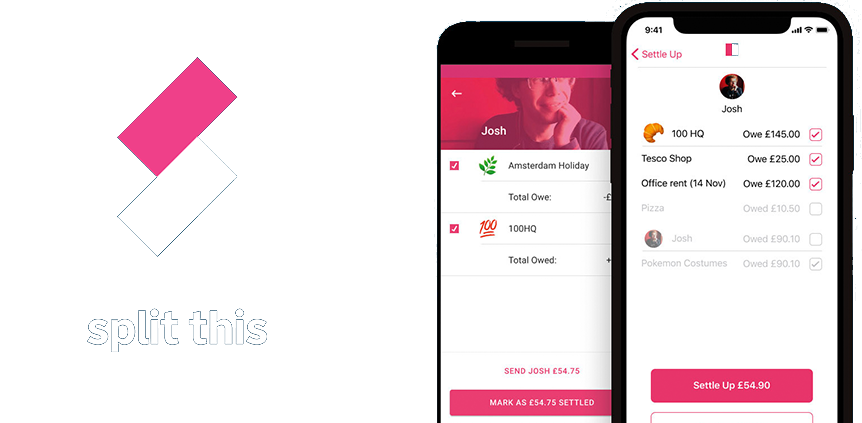 split this
Josh
Amsterdam Holiday
Total Owe: -£
100HQ
Total Owed: +
SEND JOSH £54.75
MARK AS £54.75 SETTLED
9:41
Settle Up
Josh
100 HQ Owe £145.00
Tesco Shop Owe £25.00
Office rent (14 Nov) Owe £120.00
Pizza Owed £10.50
Josh Owed £90.10
Pokemon Costumes Owed £90.10
Settle Up £54.90